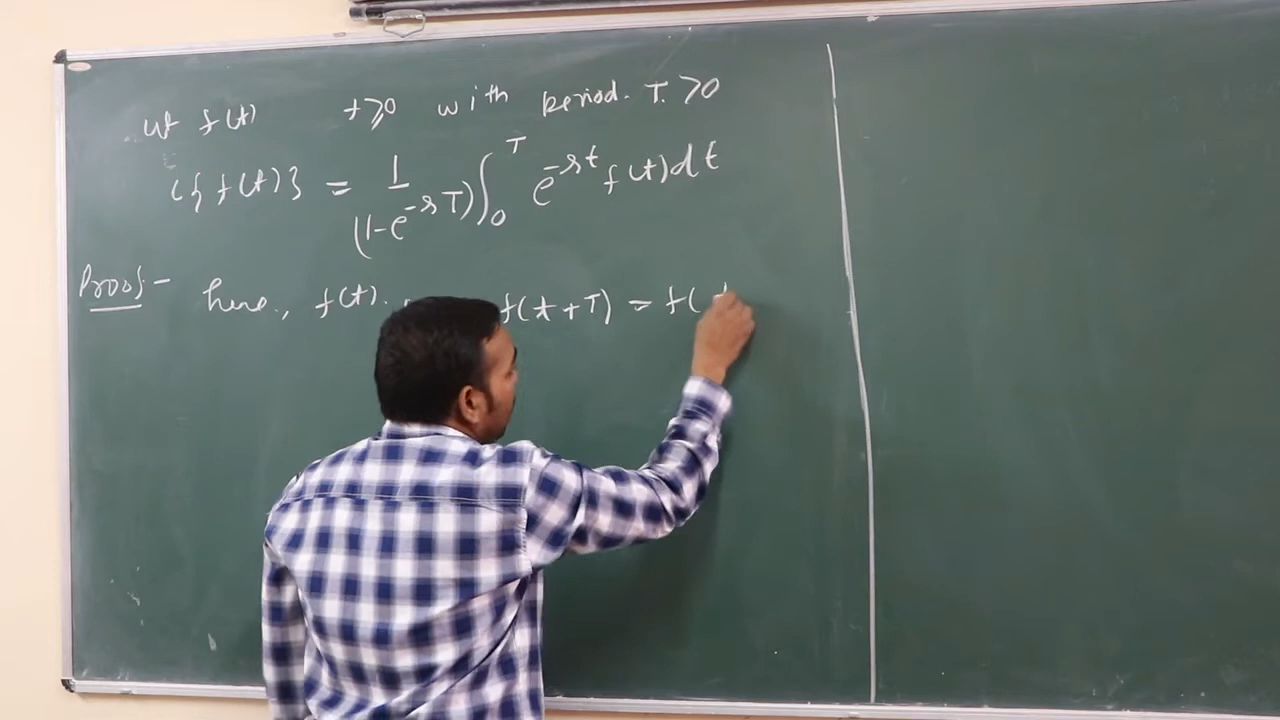 Let f(t) t≥0 with period. T. >0
L{f(t)} = 1/(1-e^-sT) ∫_0^T e^-st f(t)dt
Proof:- here., f(t). f(t+T) = f(t